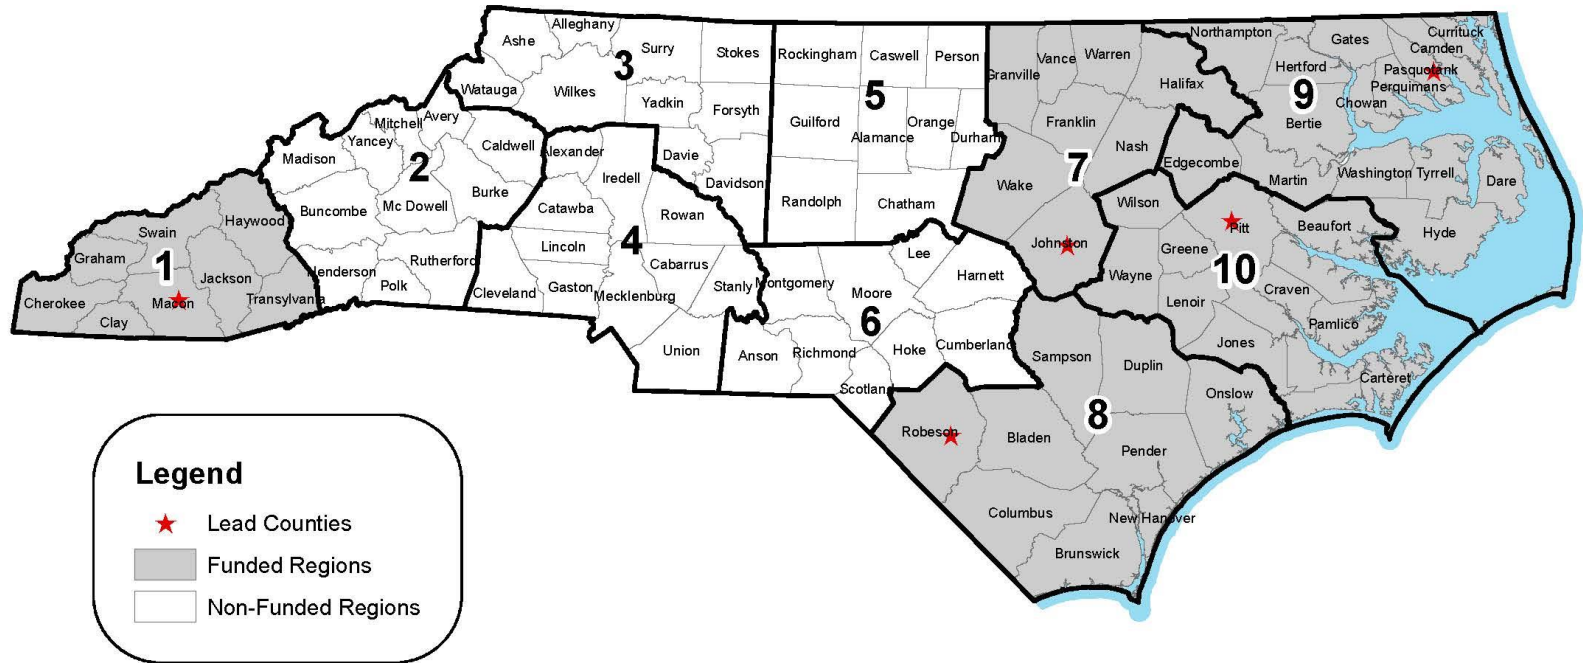 Alleghany
Ashe
Surry
Stokes
3
Watauga
Wilkes
Yadkin
Forsyth
Davie
Davidson
Rockingham
Caswell
Person
5
Guilford
Alamance
Orange
Durham
Randolph
Chatham
Granville
Vance
Warren
Halifax
Franklin
Nash
7
Wake
Johnston
Northampton
Gates
Currituck
Camden
Pasquotank
Perquimans
Hertford
9
Chowan
Bertie
Martin
Washington
Tyrrell
Dare
Hyde
Mitchell
Avery
Yancey
Caldwell
Madison
2
Burke
Buncombe
Mc Dowell
Rutherford
Henderson
Polk
Haywood
Swain
Graham
1
Jackson
Cherokee
Macon
Transylvania
Clay
Alexander
Iredell
Catawba
Rowan
4
Lincoln
Cabarrus
Cleveland
Gaston
Mecklenburg
Stanly
Union
Lee
Harnett
Montgomery
Moore
6
Anson
Richmond
Hoke
Cumberland
Scotland
Edgecombe
Wilson
Pitt
Beaufort
Greene
10
Wayne
Craven
Lenoir
Pamlico
Jones
Carteret
Sampson
Duplin
Onslow
8
Robeson
Bladen
Pender
Columbus
New Hanover
Brunswick
Legend
Lead Counties
Funded Regions
Non-Funded Regions